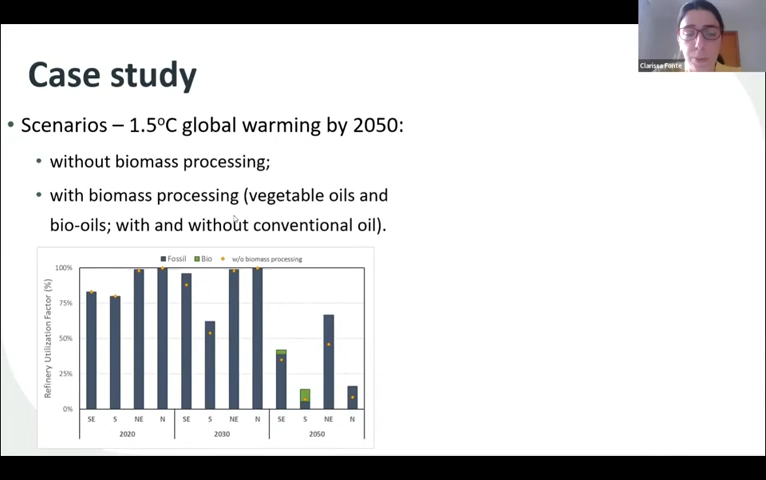 Clarissa Fonte
Case study
• Scenarios – 1.5ºC global warming by 2050:
• without biomass processing;
• with biomass processing (vegetable oils and
bio-oils; with and without conventional oil).
Fossil Bio w/o biomass processing
Refinery Utilization Factor (%)
100%
75%
50%
25%
0%
SE S NE N SE S NE N SE S NE N
2020 2030 2050